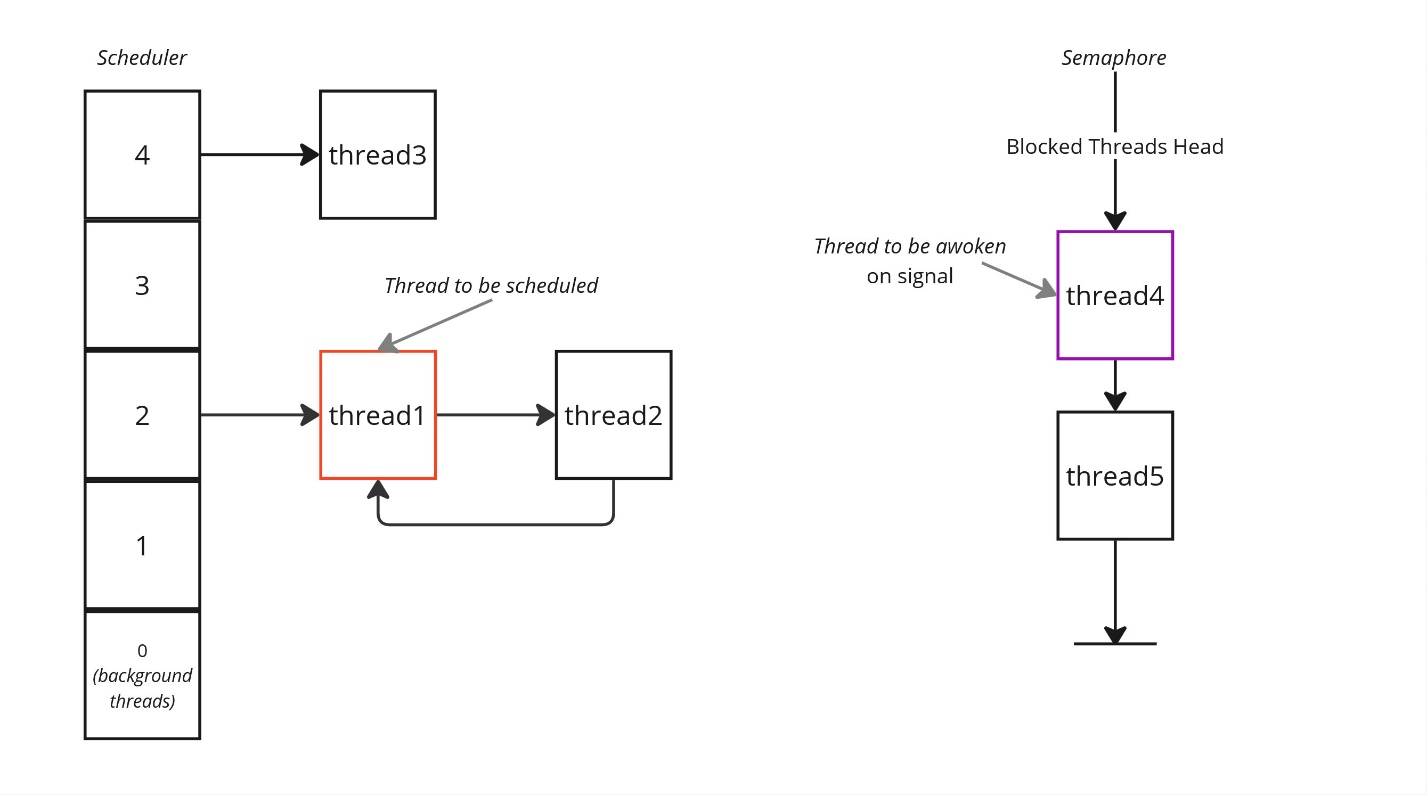 Scheduler
4
thread3
3
Thread to be scheduled
2
thread1
thread2
1
0
(background
threads)
Semaphore
Blocked Threads Head
Thread to be awoken
on signal
thread4
thread5